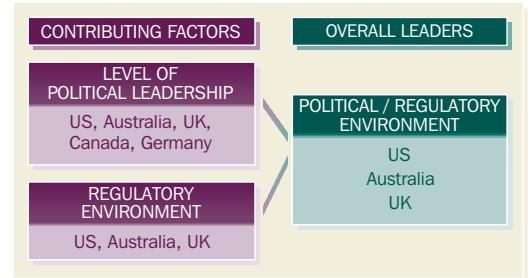 CONTRIBUTING FACTORS
OVERALL LEADERS
LEVEL OF
POLITICAL LEADERSHIP
US, Australia, UK,
Canada, Germany
REGULATORY
ENVIRONMENT
US, Australia, UK
POLITICAL / REGULATORY
ENVIRONMENT
US
Australia
UK